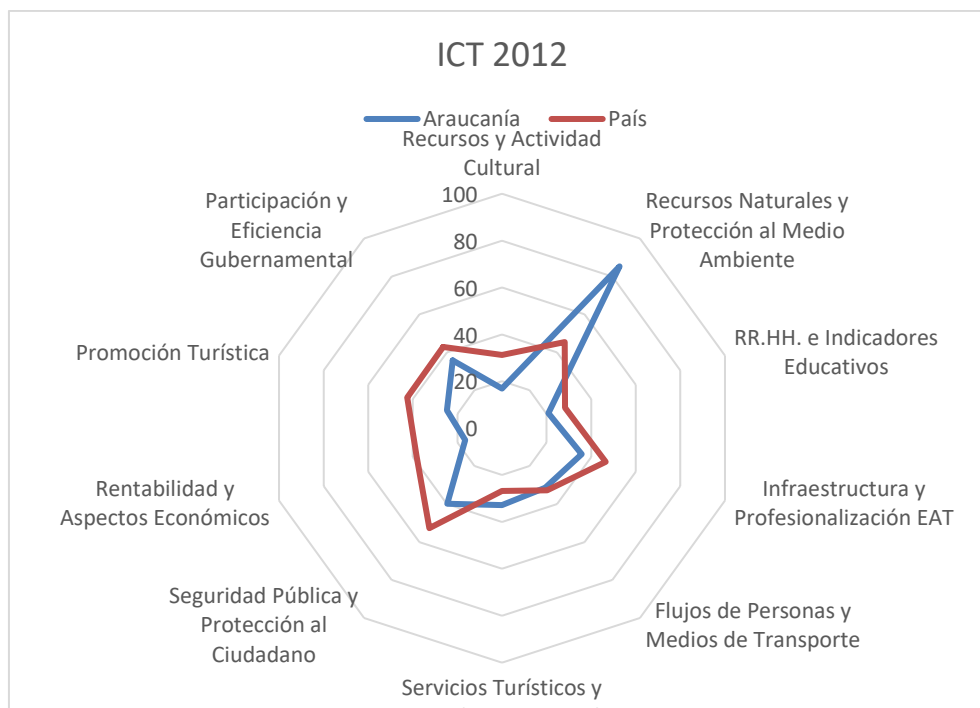 ICT 2012
Araucanía País
Recursos y Actividad
Cultural
Recursos Naturales y
Protección al Medio
Ambiente
RR.HH. e Indicadores
Educativos
Infraestructura y
Profesionalización EAT
Flujos de Personas y
Medios de Transporte
Servicios Turísticos y
Seguridad Pública y
Protección al
Ciudadano
Rentabilidad y
Aspectos Económicos
Promoción Turística
Participación y
Eficiencia
Gubernamental
100
80
60
40
20
0